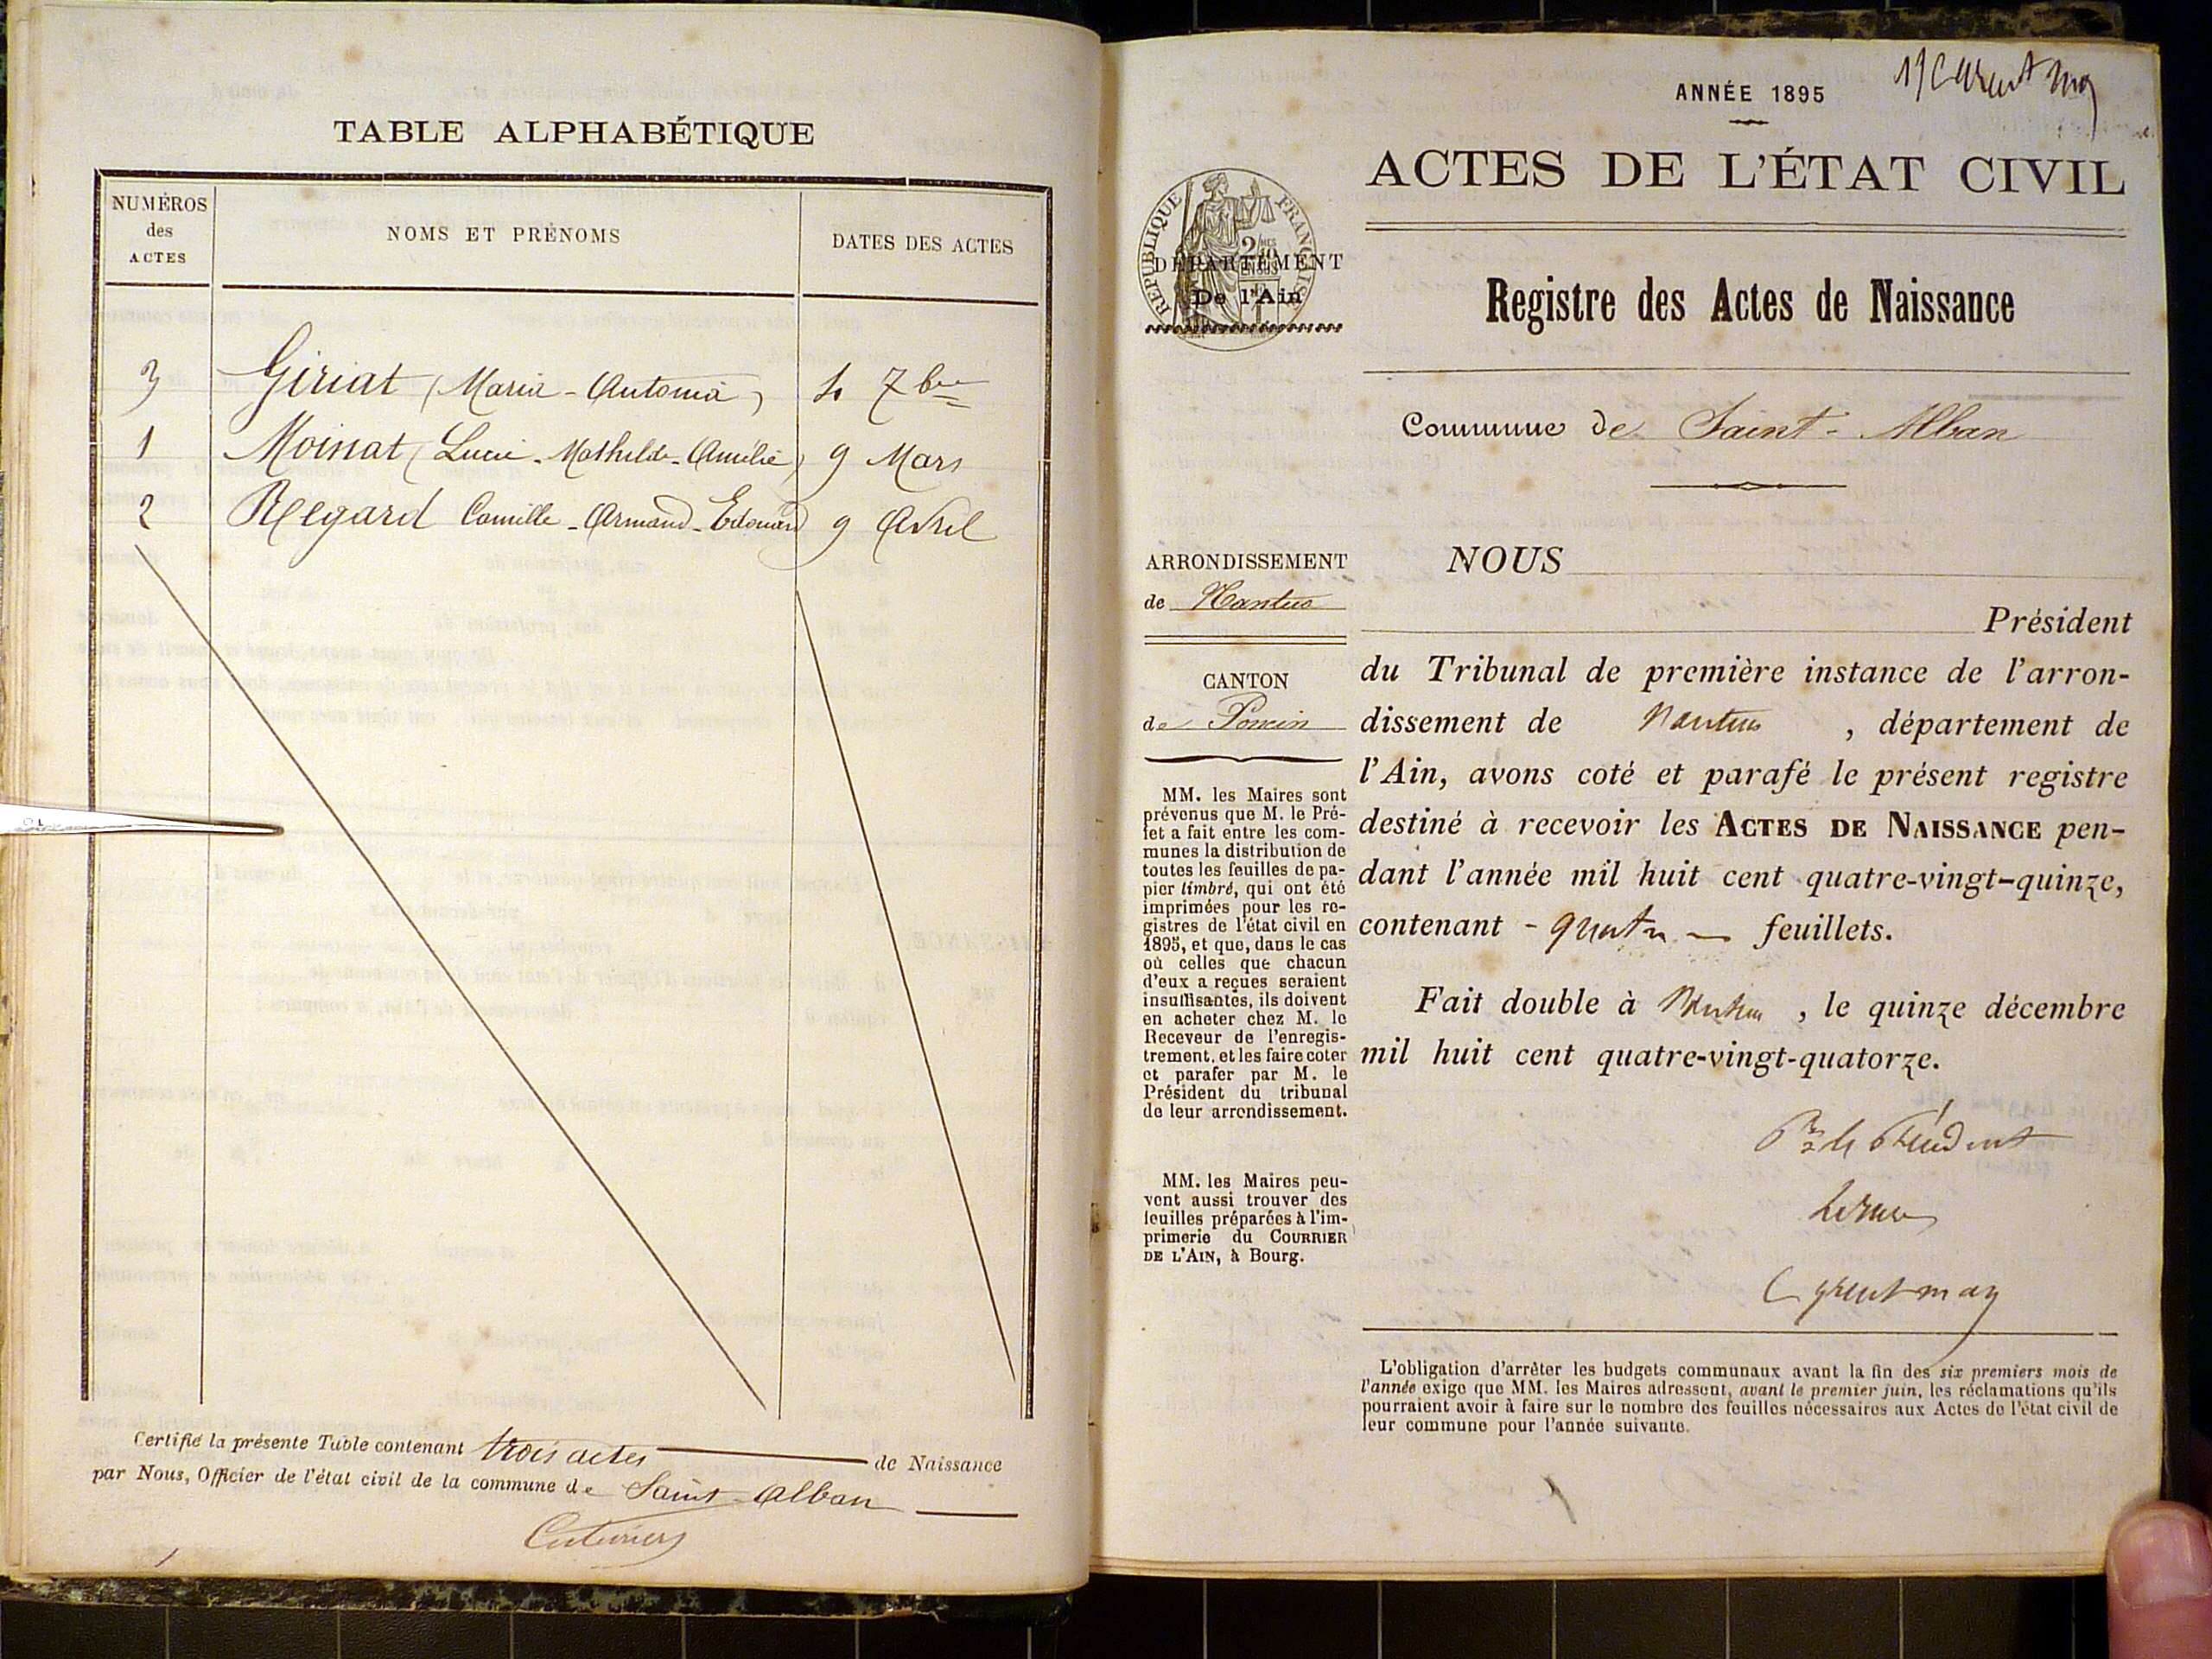 TABLE ALPHABÉTIQUE
NUMÉROS
des
ACTES
NOMS ET PRÉNOMS
DATES DES ACTES
3 Giriat (Maria-Antonia) 4 7bre
1 Moinat (Lucie-Mathilde-Amélie) 9 Mars
2 Regard Camille-Armand-Edouard 9 Avril
Certifié la présente Table contenant trois actes de Naissance
par Nous, Officier de l'état civil de la commune de Saint-Alban
ANNÉE 1895
ACTES DE L'ÉTAT CIVIL
RÉPUBLIQUE FRANÇAISE
DÉPARTEMENT
De l'Ain
Registre des Actes de Naissance
Commune de Saint-Alban
ARRONDISSEMENT
de Nantua
CANTON
de Poncin
MM. les Maires sont
prévenus que M. le Pré-
fet a fait entre les com-
munes la distribution de
toutes les feuilles de pa-
pier timbré, qui ont été
imprimées pour les re-
gistres de l'état civil en
1895, et que, dans le cas
où celles que chacun
d'eux a reçues seraient
insuffisantes, ils doivent
en acheter chez M. le
Receveur de l'enregis-
trement, et les faire coter
et parafer par M. le
Président du tribunal
de leur arrondissement.
MM. les Maires peu-
vent aussi trouver des
feuilles préparées à l'im-
primerie du COURRIER
DE L'AIN, à Bourg.
NOUS
Président
du Tribunal de première instance de l'arron-
dissement de Nantua, département de
l'Ain, avons coté et parafé le présent registre
destiné à recevoir les ACTES DE NAISSANCE pen-
dant l'année mil huit cent quatre-vingt-quinze,
contenant - quatre - feuillets.
Fait double à Nantua, le quinze décembre
mil huit cent quatre-vingt-quatorze.
Pr le Président
L'obligation d'arrêter les budgets communaux avant la fin des six premiers mois de
l'année exige que MM. les Maires adressent, avant le premier juin, les réclamations qu'ils
pourraient avoir à faire sur le nombre des feuilles nécessaires aux Actes de l'état civil de
leur commune pour l'année suivante.